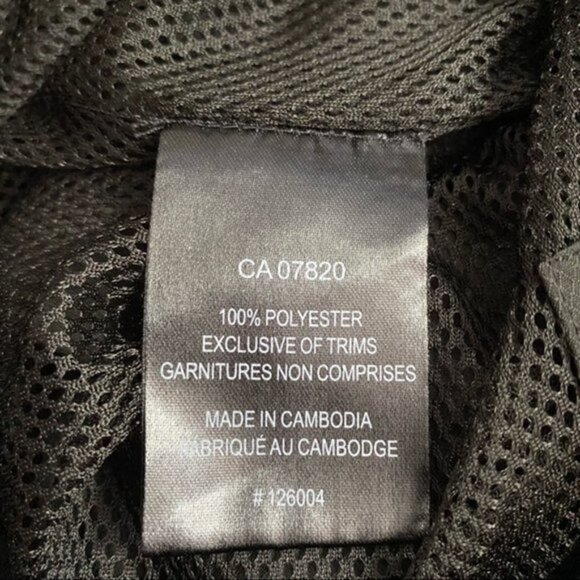 CA 07820
100% POLYESTER
EXCLUSIVE OF TRIMS
GARNITURES NON COMPRISES
MADE IN CAMBODIA
FABRIQUÉ AU CAMBODGE
# 126004